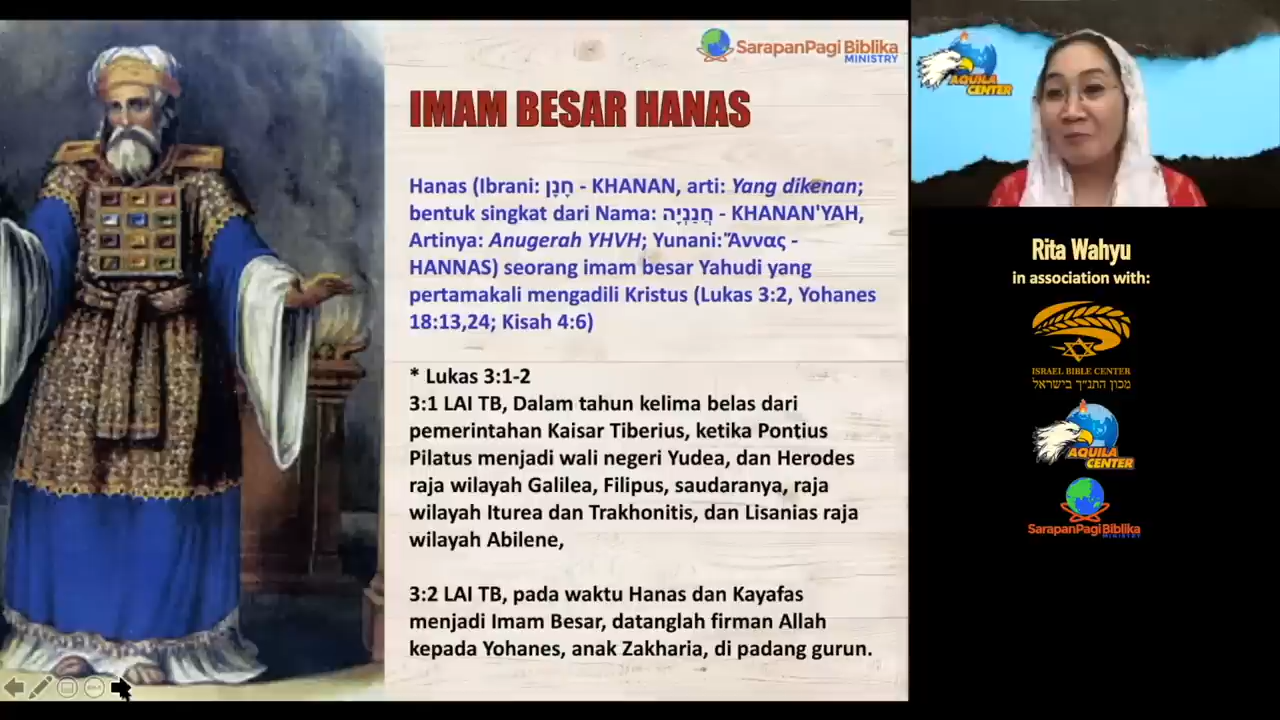 SarapanPagi Biblika
MINISTRY
IMAM BESAR HANAS
Hanas (Ibrani: חָנָן - KHANAN, arti: Yang dikenan;
bentuk singkat dari Nama: חֲנַנְיָה - KHANAN'YAH,
Artinya: Anugerah YHVH; Yunani:Ἅννας -
HANNAS) seorang imam besar Yahudi yang
pertamakali mengadili Kristus (Lukas 3:2, Yohanes
18:13,24; Kisah 4:6)
* Lukas 3:1-2
3:1 LAI TB, Dalam tahun kelima belas dari
pemerintahan Kaisar Tiberius, ketika Pontius
Pilatus menjadi wali negeri Yudea, dan Herodes
raja wilayah Galilea, Filipus, saudaranya, raja
wilayah Iturea dan Trakhonitis, dan Lisanias raja
wilayah Abilene,
3:2 LAI TB, pada waktu Hanas dan Kayafas
menjadi Imam Besar, datanglah firman Allah
kepada Yohanes, anak Zakharia, di padang gurun.
AQUILA
CENTER
Rita Wahyu
in association with:
ISRAEL BIBLE CENTER
מכון התנ״ך בישראל
AQUILA
CENTER
SarapanPagi Biblika
MINISTRY